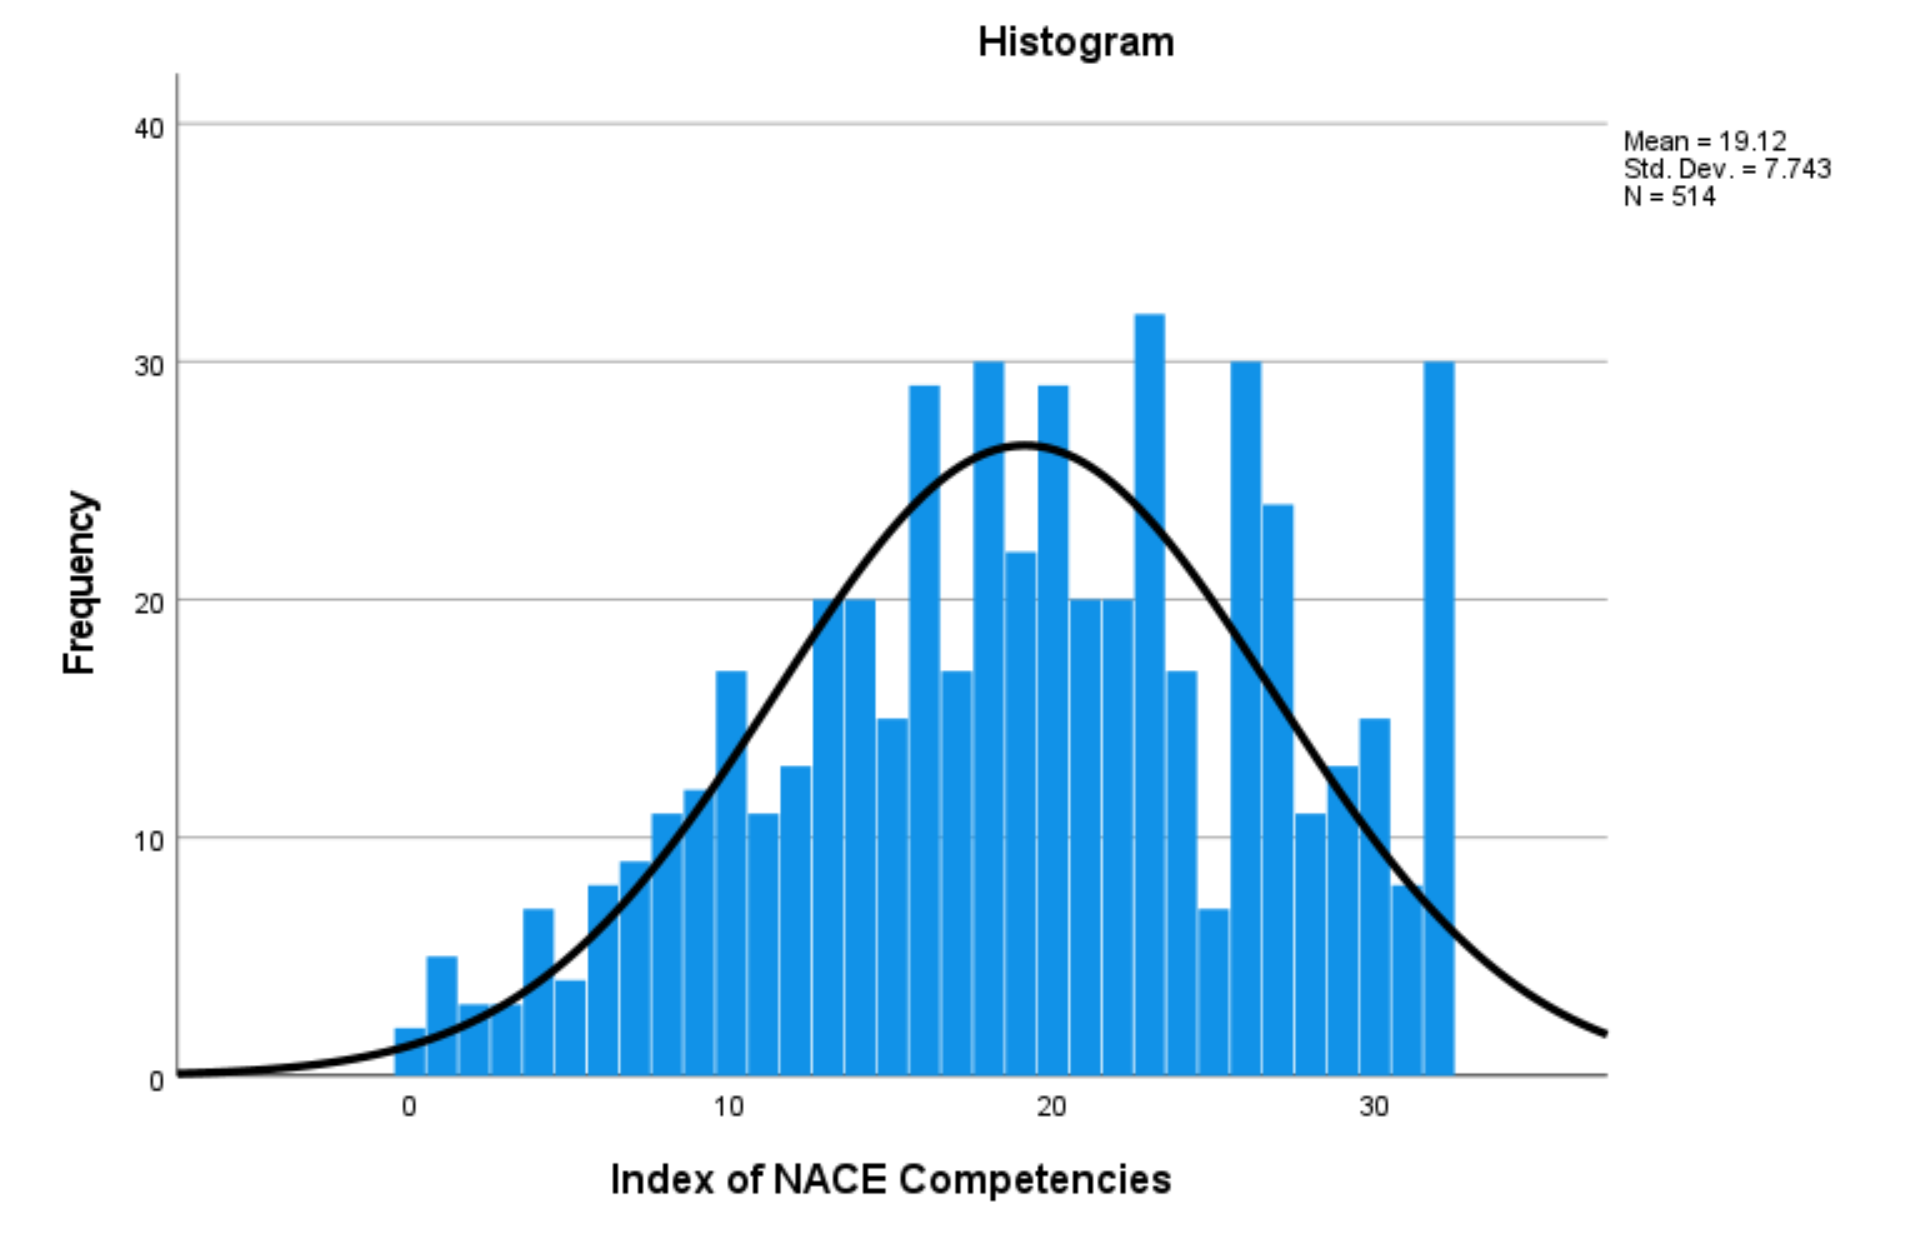 Histogram
40
30
20
10
0
Frequency
0 10 20 30
Index of NACE Competencies
Mean = 19.12
Std. Dev. = 7.743
N = 514